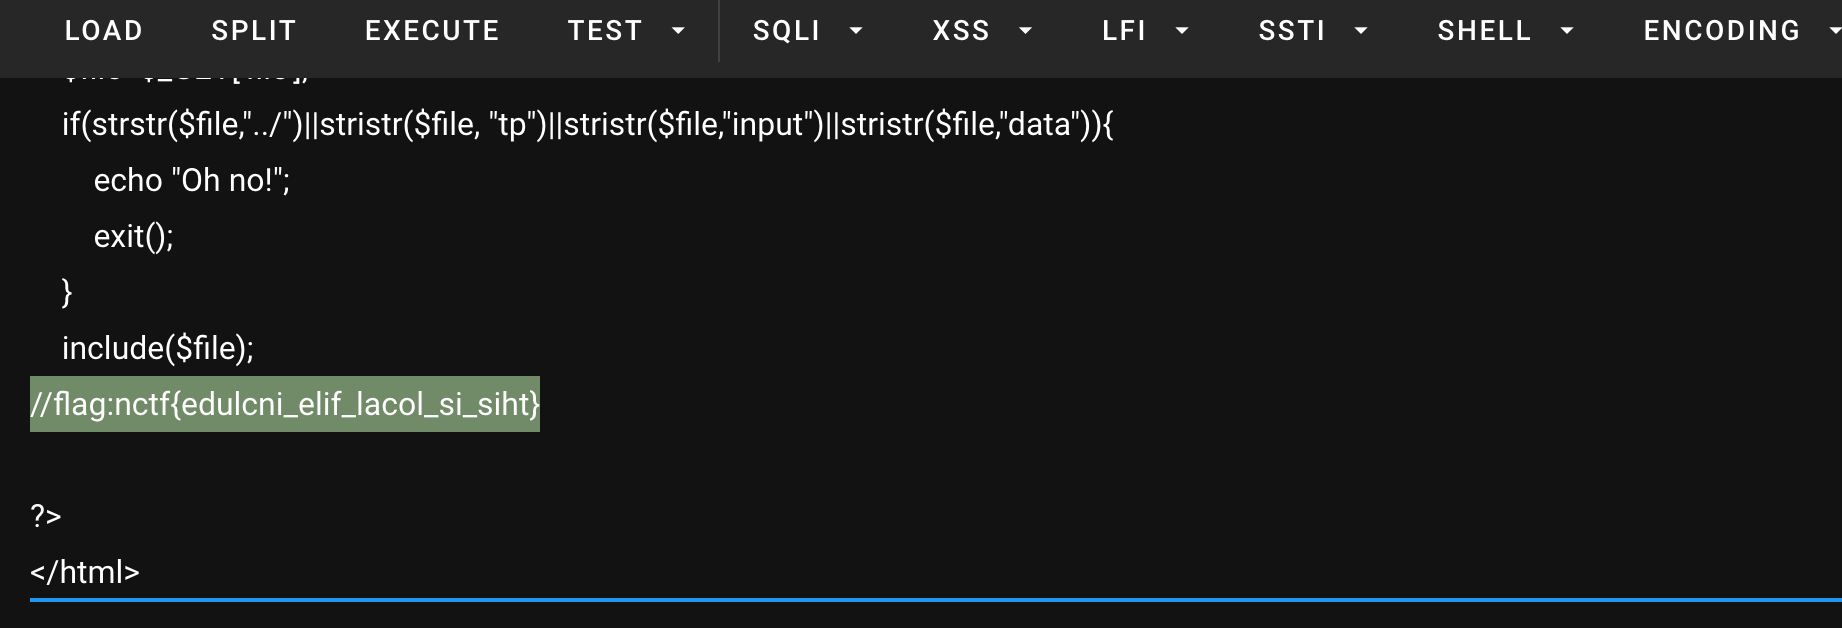 LOAD SPLIT EXECUTE TEST SQLI XSS LFI SSTI SHELL ENCODING
if(strstr($file,"../")||stristr($file, "tp")||stristr($file,"input")||stristr($file,"data")){
echo "Oh no!";
exit();
}
include($file);
//flag:nctf{edulcni_elif_lacol_si_siht}
?>
</html>